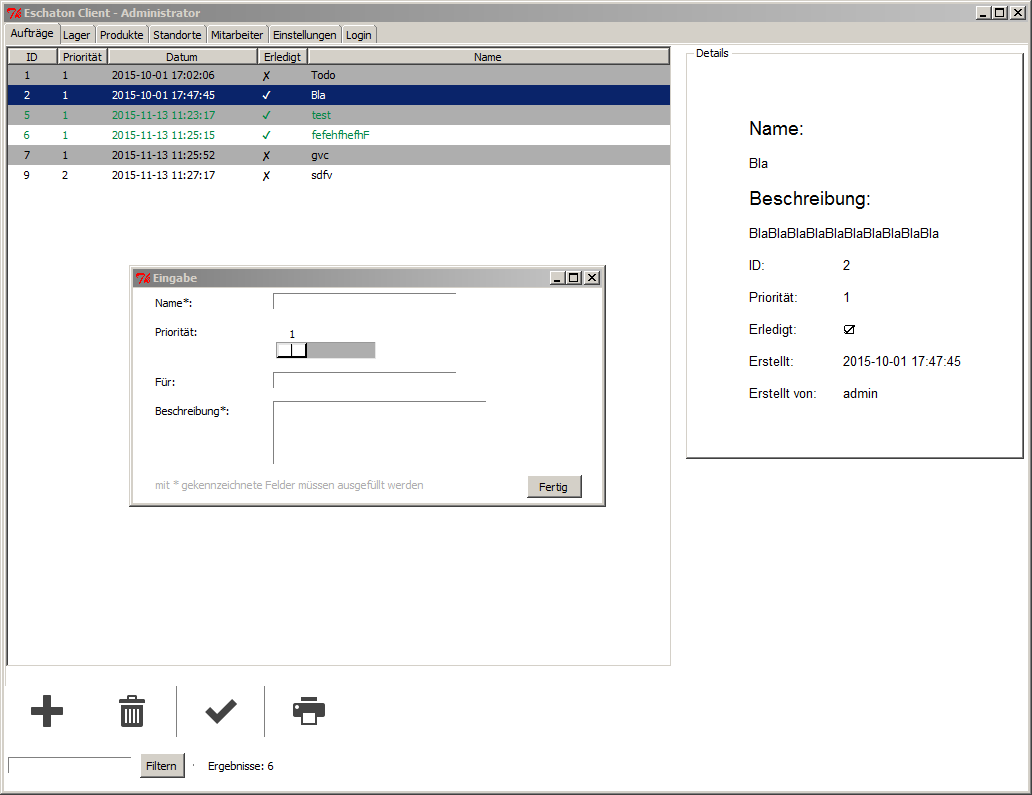 Eschaton Client - Administrator
Aufträge Lager Produkte Standorte Mitarbeiter Einstellungen Login
ID Priorität Datum Erledigt Name
1 1 2015-10-01 17:02:06 ✗ Todo
2 1 2015-10-01 17:47:45 ✓ Bla
5 1 2015-11-13 11:23:17 ✓ test
6 1 2015-11-13 11:25:15 ✓ fefehfhefhF
7 1 2015-11-13 11:25:52 ✗ gvc
9 2 2015-11-13 11:27:17 ✗ sdfv
Eingabe
Name*:
Priorität:
1
Für:
Beschreibung*:
mit * gekennzeichnete Felder müssen ausgefüllt werden
Fertig
Details
Name:
Bla
Beschreibung:
BlaBlaBlaBlaBlaBlaBlaBlaBlaBla
ID: 2
Priorität: 1
Erledigt: ☑
Erstellt: 2015-10-01 17:47:45
Erstellt von: admin
Filtern
Ergebnisse: 6